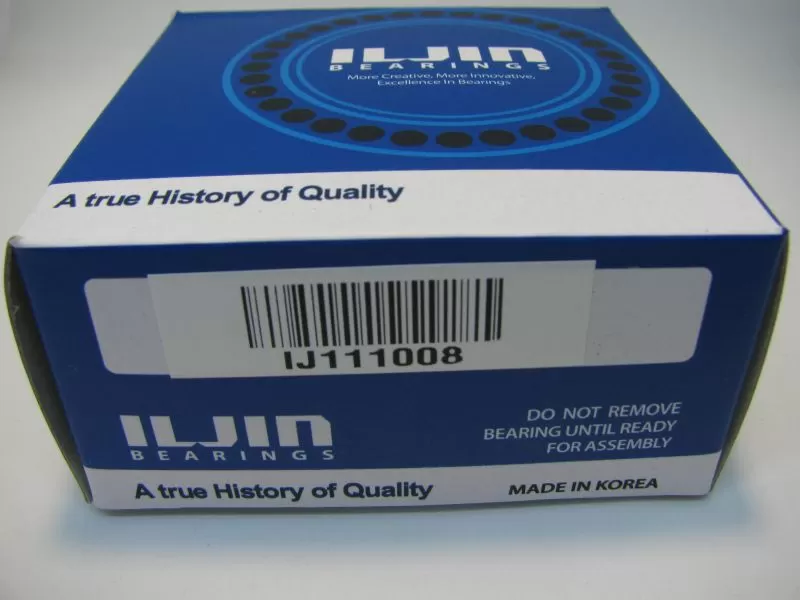 ILJIN
BEARINGS
More Creative, More Innovative,
Excellence In Bearings
A true History of Quality
IJ111008
ILJIN
BEARINGS
DO NOT REMOVE
BEARING UNTIL READY
FOR ASSEMBLY
A true History of Quality
MADE IN KOREA